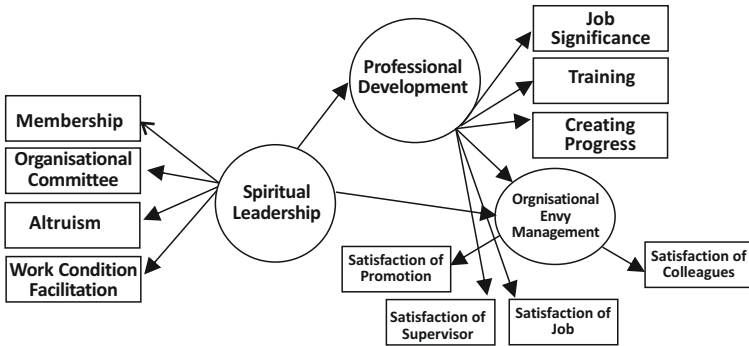 Job
Significance
Professional
Development
Training
Creating
Progress
Membership
Organisational
Committee
Altruism
Work Condition
Facilitation
Spiritual
Leadership
Orgnisational
Envy
Management
Satisfaction of
Promotion
Satisfaction of
Colleagues
Satisfaction of
Supervisor
Satisfaction of
Job